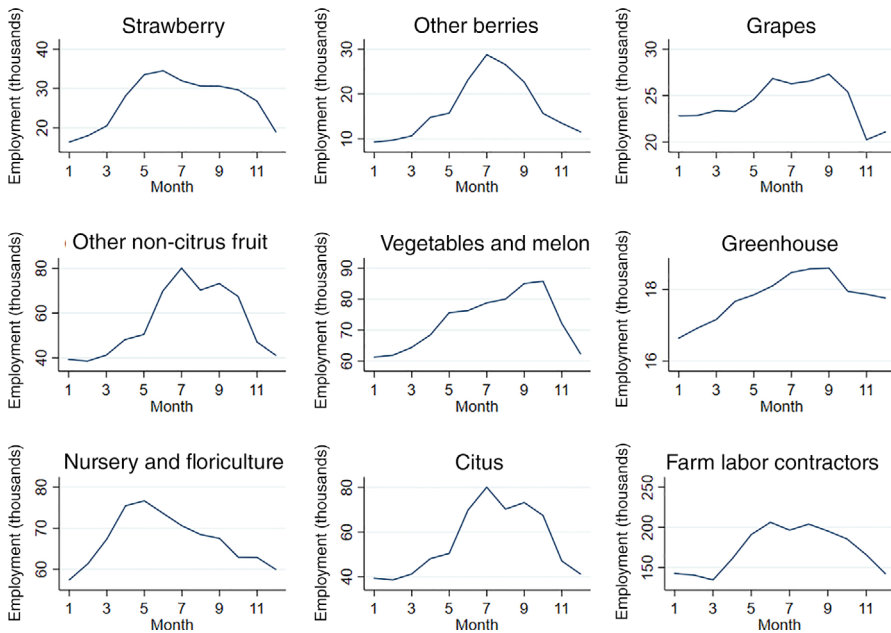 Strawberry
Employment (thousands)
40
30
20
1 3 5 7 9 11
Month
Other berries
Employment (thousands)
30
20
10
1 3 5 7 9 11
Month
Grapes
Employment (thousands)
30
25
20
1 3 5 7 9 11
Month
Other non-citrus fruit
Employment (thousands)
80
60
40
1 3 5 7 9 11
Month
Vegetables and melon
Employment (thousands)
90
80
70
60
1 3 5 7 9 11
Month
Greenhouse
Employment (thousands)
18
16
1 3 5 7 9 11
Month
Nursery and floriculture
Employment (thousands)
80
60
1 3 5 7 9 11
Month
Citus
Employment (thousands)
80
60
40
1 3 5 7 9 11
Month
Farm labor contractors
Employment (thousands)
250
200
150
1 3 5 7 9 11
Month